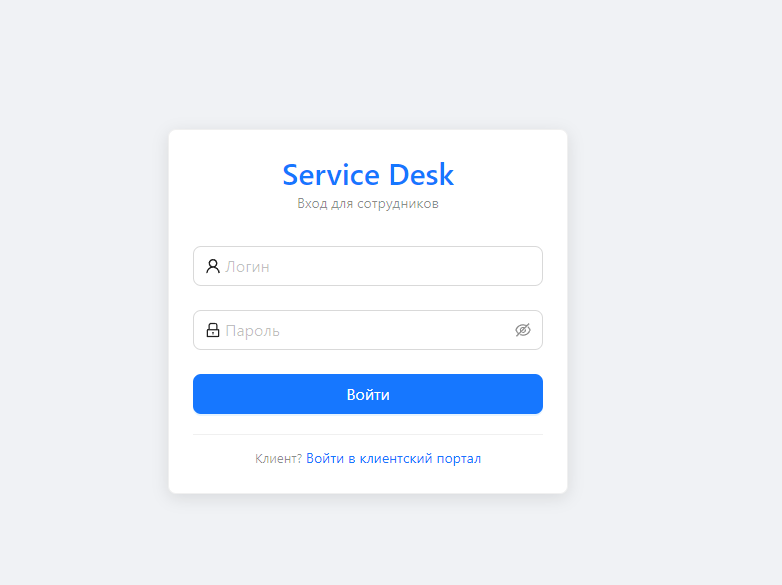 Service Desk
Вход для сотрудников
Логин
Пароль
Войти
Клиент? Войти в клиентский портал